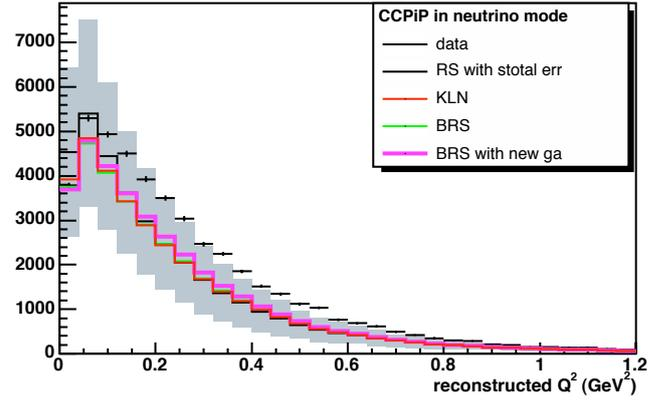 CCPiP in neutrino mode
data
RS with stotal err
KLN
BRS
BRS with new ga
7000
6000
5000
4000
3000
2000
1000
0
0 0.2 0.4 0.6 0.8 1 1.2
reconstructed Q² (GeV²)